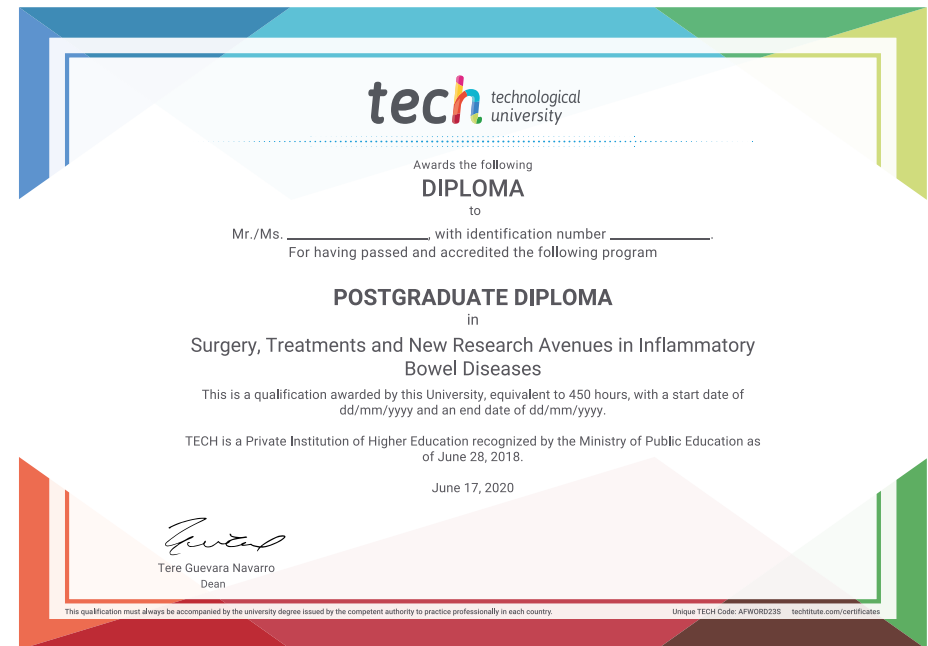 tech technological
university
Awards the following
DIPLOMA
to
Mr./Ms. __________________, with identification number _____________.
For having passed and accredited the following program
POSTGRADUATE DIPLOMA
in
Surgery, Treatments and New Research Avenues in Inflammatory
Bowel Diseases
This is a qualification awarded by this University, equivalent to 450 hours, with a start date of
dd/mm/yyyy and an end date of dd/mm/yyyy.
TECH is a Private Institution of Higher Education recognized by the Ministry of Public Education as
of June 28, 2018.
June 17, 2020
Tere Guevara Navarro
Dean
This qualification must always be accompanied by the university degree issued by the competent authority to practice professionally in each country. Unique TECH Code: AFWORD23S techtitute.com/certificates